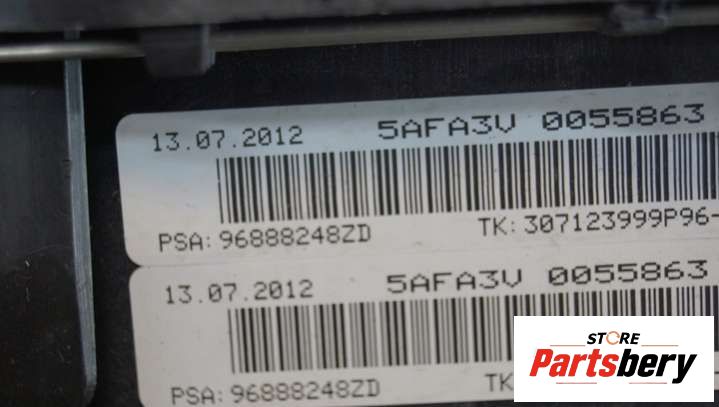 13.07.2012 5AFA3V 0055863
PSA: 96888248ZD TK: 307123999P96-
13.07.2012 5AFA3V 0055863
PSA: 96888248ZD TK
STORE
Partsbery